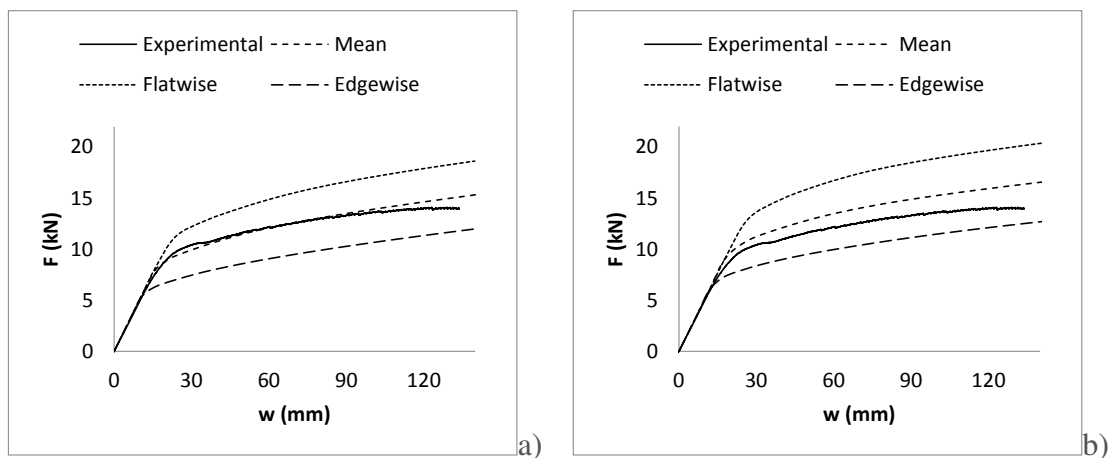 Experimental Mean
Flatwise Edgewise
20
15
10
5
0
F (kN)
0 30 60 90 120
w (mm)
a)
Experimental Mean
Flatwise Edgewise
20
15
10
5
0
F (kN)
0 30 60 90 120
w (mm)
b)